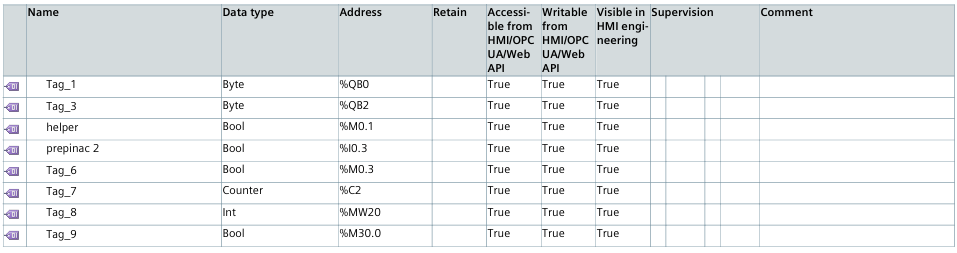 Name Data type Address Retain Accessi-
ble from
HMI/OPC
UA/Web
API Writable
from
HMI/OPC
UA/Web
API Visible in
HMI engi-
neering Supervision Comment
Tag_1 Byte %QB0 True True True
Tag_3 Byte %QB2 True True True
helper Bool %M0.1 True True True
prepinac 2 Bool %I0.3 True True True
Tag_6 Bool %M0.3 True True True
Tag_7 Counter %C2 True True True
Tag_8 Int %MW20 True True True
Tag_9 Bool %M30.0 True True True